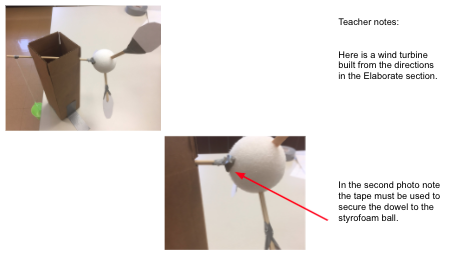 Teacher notes:
Here is a wind turbine
built from the directions
in the Elaborate section.
In the second photo note
the tape must be used to
secure the dowel to the
styrofoam ball.